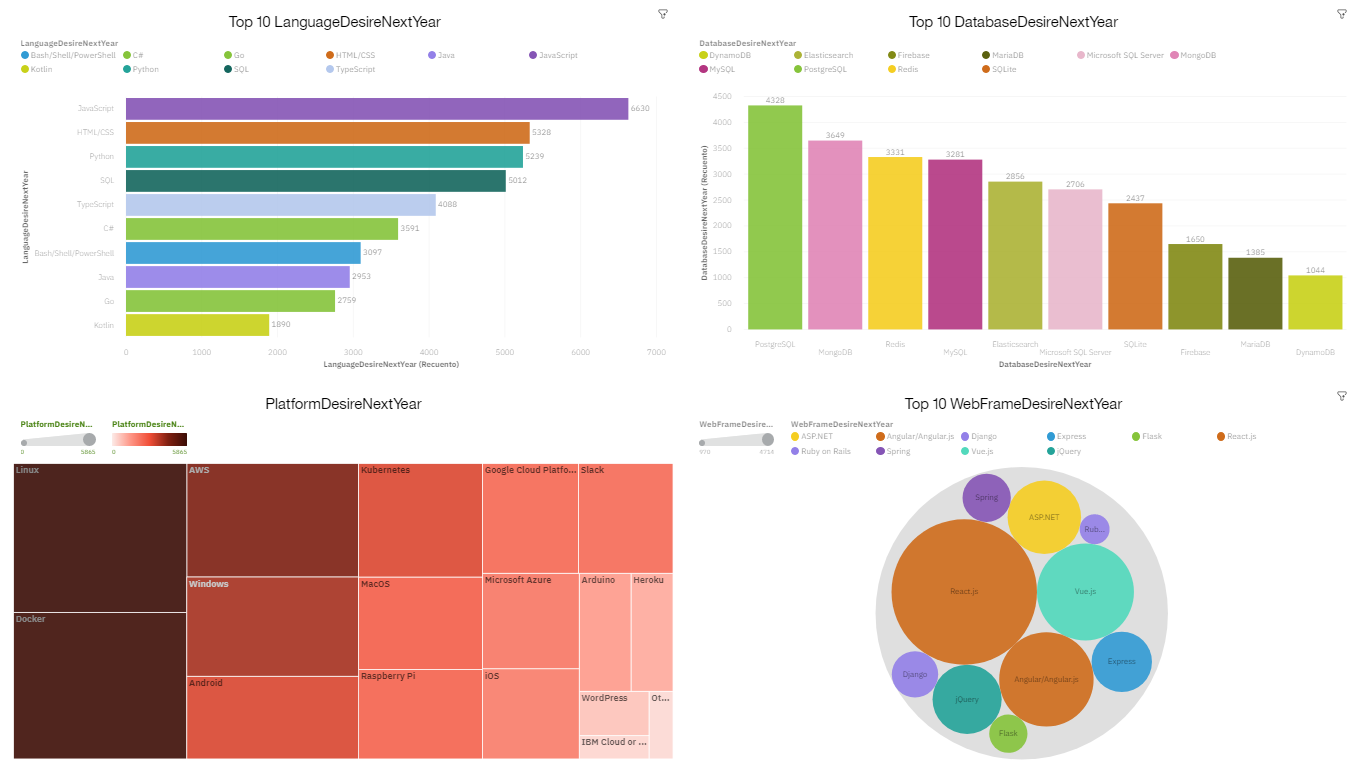 Top 10 LanguageDesireNextYear
LanguageDesireNextYear
Bash/Shell/PowerShell C# Go HTML/CSS Java JavaScript
Kotlin Python SQL TypeScript
LanguageDesireNextYear
JavaScript 6630
HTML/CSS 5328
Python 5239
SQL 5012
TypeScript 4088
C# 3591
Bash/Shell/PowerShell 3097
Java 2953
Go 2759
Kotlin 1890
0 1000 2000 3000 4000 5000 6000 7000
LanguageDesireNextYear (Recuento)
Top 10 DatabaseDesireNextYear
DatabaseDesireNextYear
DynamoDB Elasticsearch Firebase MariaDB Microsoft SQL Server MongoDB
MySQL PostgreSQL Redis SQLite
DatabaseDesireNextYear (Recuento)
4500
4000
3500
3000
2500
2000
1500
1000
500
0
4328 3649 3331 3281 2856 2706 2437 1650 1385 1044
PostgreSQL MongoDB Redis MySQL Elasticsearch Microsoft SQL Server SQLite Firebase MariaDB DynamoDB
DatabaseDesireNextYear
PlatformDesireNextYear
PlatformDesireN... PlatformDesireN...
0 5865 0 5865
Linux AWS Kubernetes Google Cloud Platfo... Slack
Docker Windows MacOS Microsoft Azure Arduino Heroku
Android Raspberry Pi iOS WordPress Ot...
IBM Cloud or ...
Top 10 WebFrameDesireNextYear
WebFrameDesire... WebFrameDesireNextYear
ASP.NET Angular/Angular.js Django Express Flask React.js
Ruby on Rails Spring Vue.js jQuery
Spring
ASP.NET
Rub...
React.js
Vue.js
Express
Django
Angular/Angular.js
jQuery
Flask